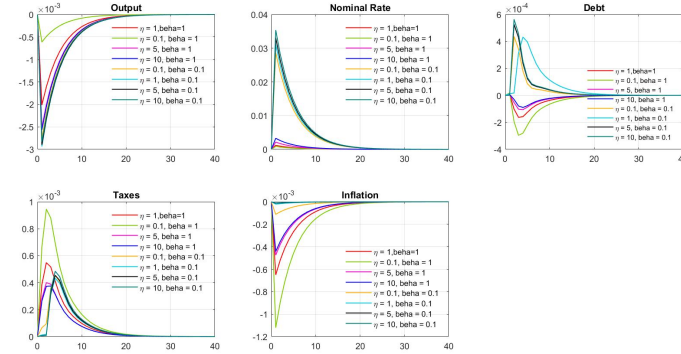 Output
×10⁻³
0
-0.5
-1
-1.5
-2
-2.5
-3
0 10 20 30 40
η = 1,beha=1
η = 0.1, beha = 1
η = 5, beha = 1
η = 10, beha = 1
η = 0.1, beha = 0.1
η = 1, beha = 0.1
η = 5, beha = 0.1
η = 10, beha = 0.1
Nominal Rate
0.04
0.03
0.02
0.01
0
0 10 20 30 40
η = 1,beha=1
η = 0.1, beha = 1
η = 5, beha = 1
η = 10, beha = 1
η = 0.1, beha = 0.1
η = 1, beha = 0.1
η = 5, beha = 0.1
η = 10, beha = 0.1
Debt
×10⁻⁴
6
4
2
0
-2
-4
0 10 20 30 40
η = 1,beha=1
η = 0.1, beha = 1
η = 5, beha = 1
η = 10, beha = 1
η = 0.1, beha = 0.1
η = 1, beha = 0.1
η = 5, beha = 0.1
η = 10, beha = 0.1
Taxes
×10⁻³
1
0.8
0.6
0.4
0.2
0
0 10 20 30 40
η = 1,beha=1
η = 0.1, beha = 1
η = 5, beha = 1
η = 10, beha = 1
η = 0.1, beha = 0.1
η = 1, beha = 0.1
η = 5, beha = 0.1
η = 10, beha = 0.1
Inflation
×10⁻³
0
-0.2
-0.4
-0.6
-0.8
-1
-1.2
0 10 20 30 40
η = 1,beha=1
η = 0.1, beha = 1
η = 5, beha = 1
η = 10, beha = 1
η = 0.1, beha = 0.1
η = 1, beha = 0.1
η = 5, beha = 0.1
η = 10, beha = 0.1